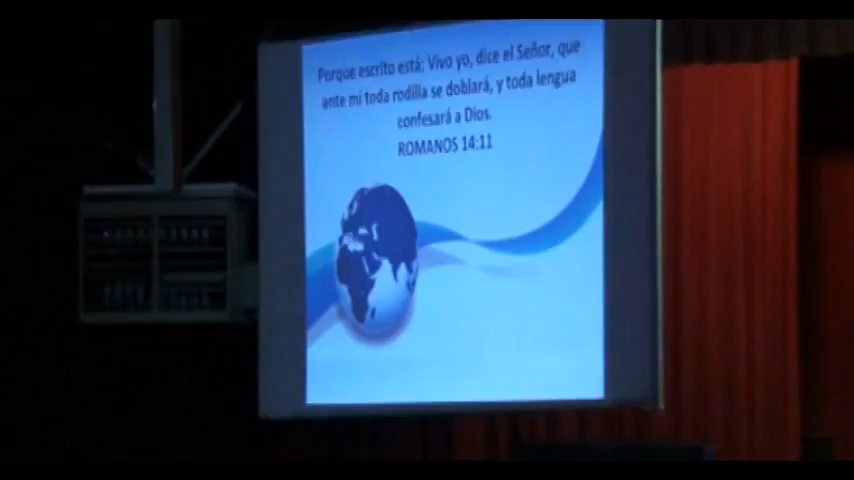 Porque escrito está: Vivo yo, dice el Señor, que
ante mí toda rodilla se doblará, y toda lengua
confesará a Dios.
ROMANOS 14:11